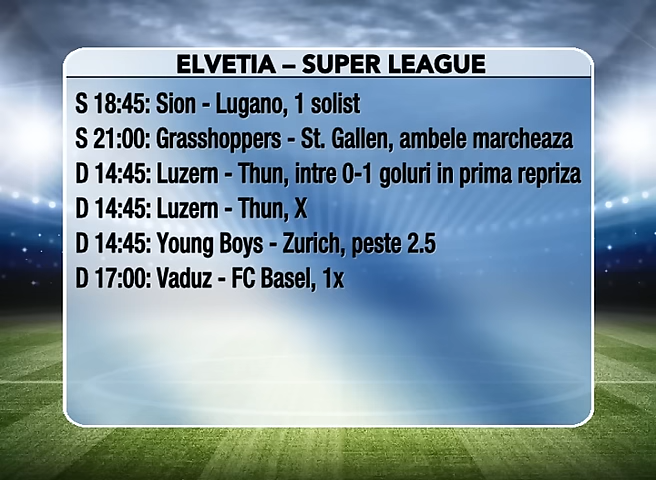 ELVETIA – SUPER LEAGUE
S 18:45: Sion - Lugano, 1 solist
S 21:00: Grasshoppers - St. Gallen, ambele marcheaza
D 14:45: Luzern - Thun, intre 0-1 goluri in prima repriza
D 14:45: Luzern - Thun, X
D 14:45: Young Boys - Zurich, peste 2.5
D 17:00: Vaduz - FC Basel, 1x